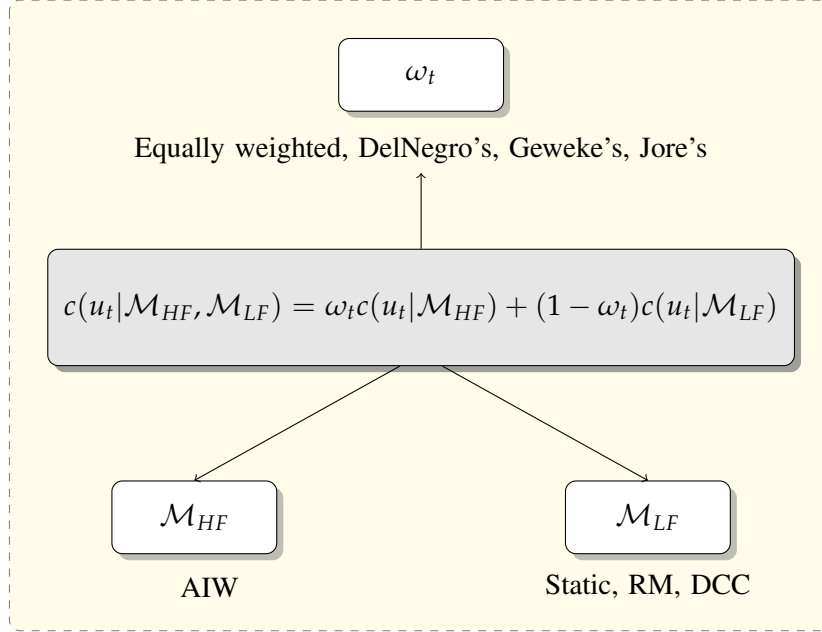 ω_t
Equally weighted, DelNegro's, Geweke's, Jore's
c(u_t|ℳ_HF, ℳ_LF) = ω_t c(u_t|ℳ_HF) + (1 − ω_t)c(u_t|ℳ_LF)
ℳ_HF ℳ_LF
AIW Static, RM, DCC